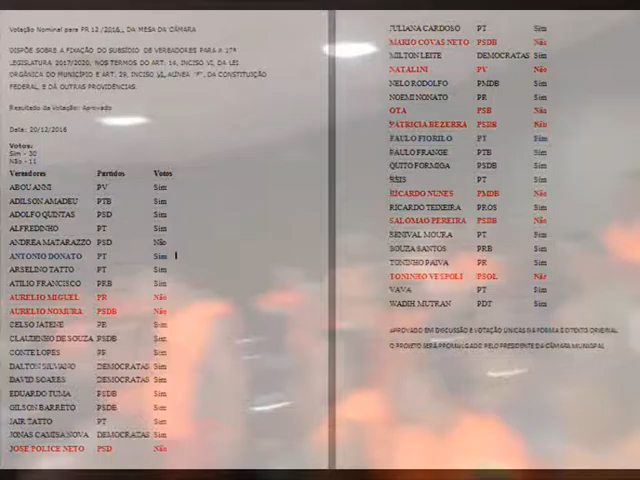 Votação Nominal para PR 12 /2016 , DA MESA DA CÂMARA
DISPÕE SOBRE A FIXAÇÃO DO SUBSÍDIO DE VEREADORES PARA A 17ª
LEGISLATURA 2017/2020, NOS TERMOS DO ART. 14, INCISO VI, DA LEI
ORGÂNICA DO MUNICÍPIO E ART. 29, INCISO VI, ALÍNEA "F", DA CONSTITUIÇÃO
FEDERAL, E DÁ OUTRAS PROVIDENCIAS.
Resultado da Votação: Aprovado
Data: 20/12/2016
Votos:
Sim - 30
Não - 11
Vereadores Partidos Votos
ABOU ANNI PV Sim
ADILSON AMADEU PTB Sim
ADOLFO QUINTAS PSD Sim
ALFREDINHO PT Sim
ANDREA MATARAZZO PSD Não
ANTONIO DONATO PT Sim
ARSELINO TATTO PT Sim
ATILIO FRANCISCO PRB Sim
AURELIO MIGUEL PR Não
AURELIO NOMURA PSDB Não
CELSO JATENE PR Sim
CLAUDINHO DE SOUZA PSDB Sim
CONTE LOPES PP Sim
DALTON SILVANO DEMOCRATAS Sim
DAVID SOARES DEMOCRATAS Sim
EDUARDO TUMA PSDB Sim
GILSON BARRETO PSDB Sim
JAIR TATTO PT Sim
JONAS CAMISA NOVA DEMOCRATAS Sim
JOSE POLICE NETO PSD Não
JULIANA CARDOSO PT Sim
MARIO COVAS NETO PSDB Não
MILTON LEITE DEMOCRATAS Sim
NATALINI PV Não
NELO RODOLFO PMDB Sim
NOEMI NONATO PR Sim
OTA PSB Não
PATRICIA BEZERRA PSDB Não
PAULO FIORILO PT Sim
PAULO FRANGE PTB Sim
QUITO FORMIGA PSDB Sim
REIS PT Sim
RICARDO NUNES PMDB Não
RICARDO TEIXEIRA PROS Sim
SALOMAO PEREIRA PSDB Não
SENIVAL MOURA PT Sim
SOUZA SANTOS PRB Sim
TONINHO PAIVA PR Sim
TONINHO VESPOLI PSOL Não
VAVA PT Sim
WADIH MUTRAN PDT Sim
APROVADO EM DISCUSSÃO E VOTAÇÃO ÚNICAS DA FORMA DO TEXTO ORIGINAL
O PROJETO SERÁ PROMULGADO PELO PRESIDENTE DA CÂMARA MUNICIPAL